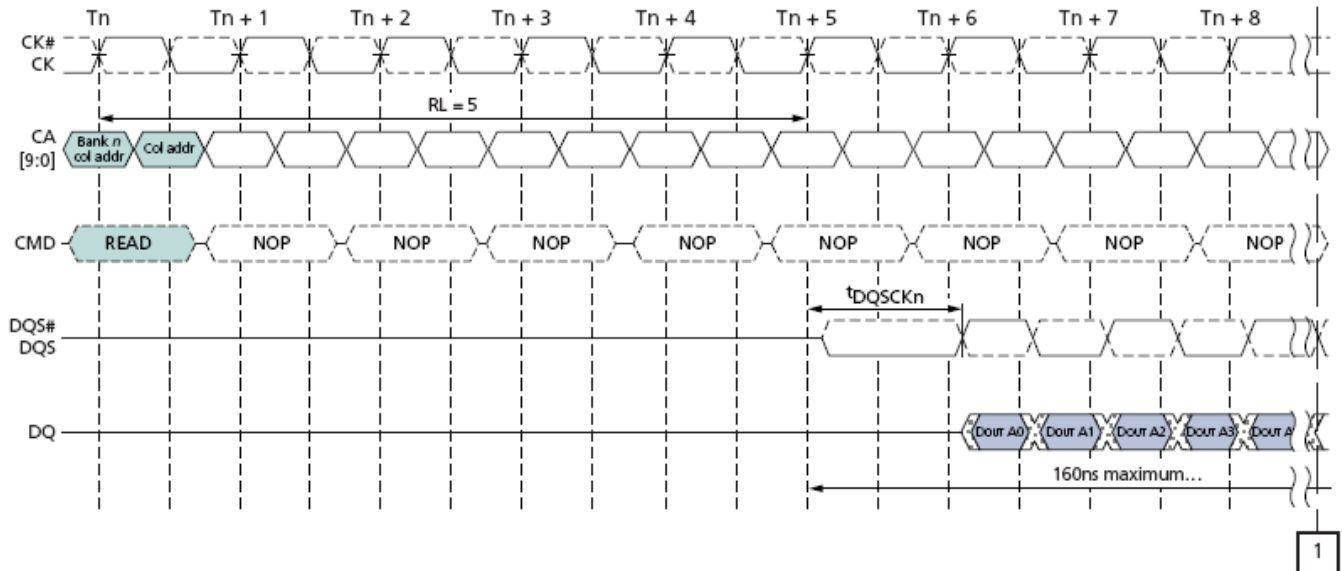 Tn Tn + 1 Tn + 2 Tn + 3 Tn + 4 Tn + 5 Tn + 6 Tn + 7 Tn + 8
CK#
CK
RL = 5
CA
[9:0]
Bank n
col addr
Col addr
CMD READ NOP NOP NOP NOP NOP NOP NOP NOP
tDQSCKn
DQS#
DQS
DQ DOUT A0 DOUT A1 DOUT A2 DOUT A3 DOUT A
160ns maximum...
1